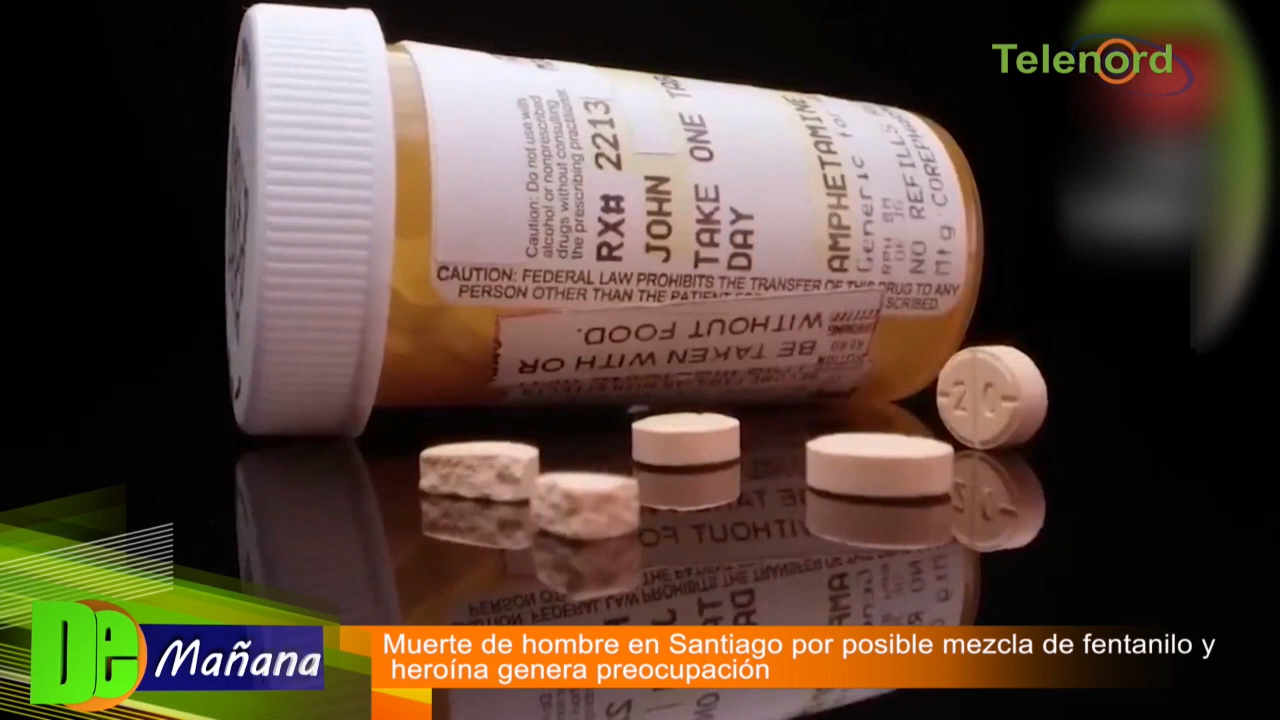 Telenord
Caution: Do not use with
alcohol or nonprescribed
drugs without consulting
the prescribing practitioner.
RX# 2213
JOHN
TAKE ONE
DAY
AMPHETAMINE
Generic for
NO REFILLS
Mfg
CAUTION: FEDERAL LAW PROHIBITS THE TRANSFER OF THIS DRUG TO ANY
PERSON OTHER THAN THE PATIENT
SCRIBED.
BE TAKEN WITH OR
WITHOUT FOOD.
20
De Mañana
Muerte de hombre en Santiago por posible mezcla de fentanilo y
heroína genera preocupación